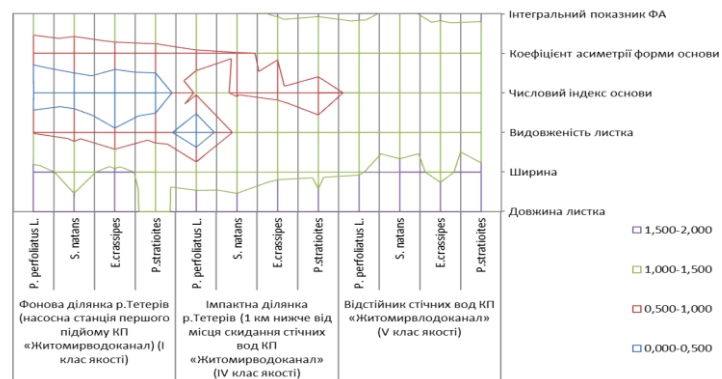 Інтегральний показник ФА
Коефіцієнт асиметрії форми основи
Числовий індекс основи
Видовженість листка
Ширина
Довжина листка
P. perfoliatus L.
S. natans
E.crassipes
P.stratioites
P. perfoliatus L.
S. natans
E.crassipes
P.stratioites
P. perfoliatus L.
S. natans
E.crassipes
P.stratioites
Фонова ділянка р.Тетерів
(насосна станція першого
підйому КП
«Житомирводоканал) (І
клас якості)
Імпактна ділянка
р.Тетерів (1 км нижче від
місця скидання стічних
вод КП
«Житомирводоканал»
(IV клас якості)
Відстійник стічних вод КП
«Житомирвлодоканал»
(V клас якості)
1,500-2,000
1,000-1,500
0,500-1,000
0,000-0,500